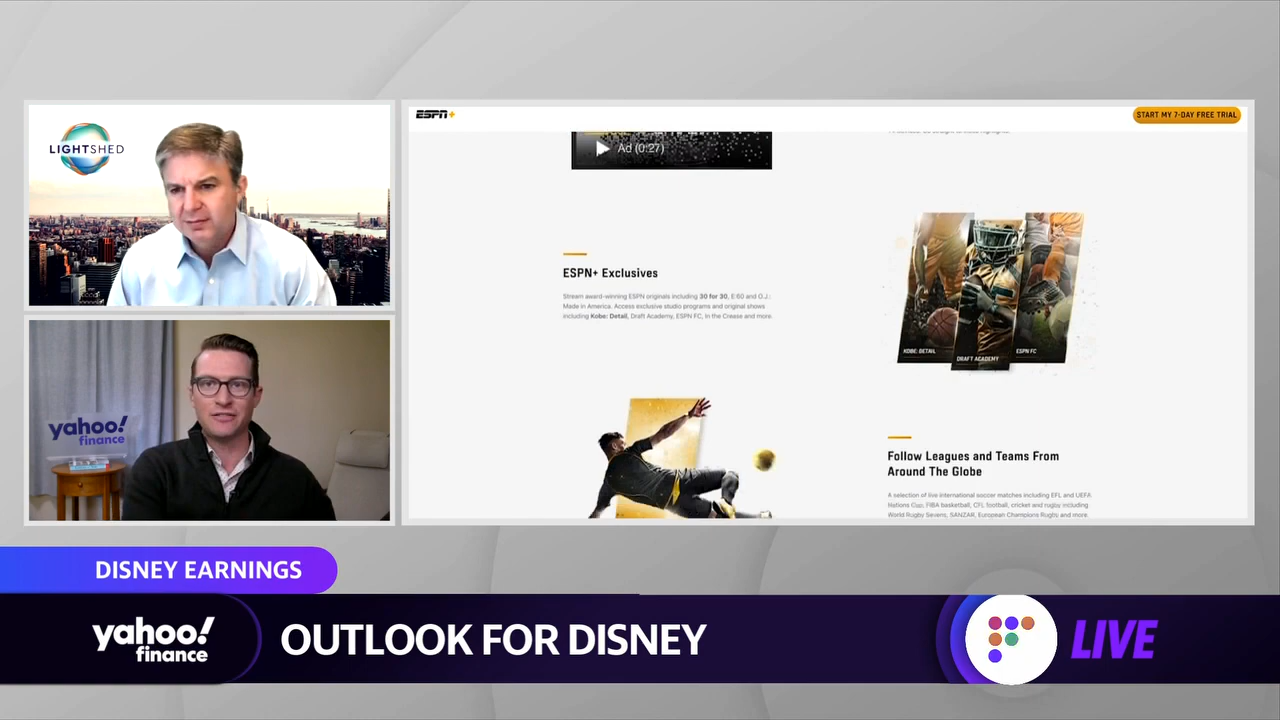 LIGHTSHED
yahoo!
finance
ESPN+
START MY 7-DAY FREE TRIAL
Ad (0:27)
ESPN+ Exclusives
Stream award-winning ESPN originals including 30 for 30, E:60 and O.J.:
Made in America. Access exclusive studio programs and original shows
including Kobe: Detail, Draft Academy, ESPN FC, In the Crease and more.
KOBE: DETAIL
DRAFT ACADEMY
ESPN FC
Follow Leagues and Teams From
Around The Globe
A selection of live international soccer matches including EFL and UEFA
Nations Cup, FIBA basketball, CFL football, cricket and rugby including
World Rugby Sevens, SANZAR, European Champions Rugby and more.
DISNEY EARNINGS
yahoo!
finance
OUTLOOK FOR DISNEY
LIVE